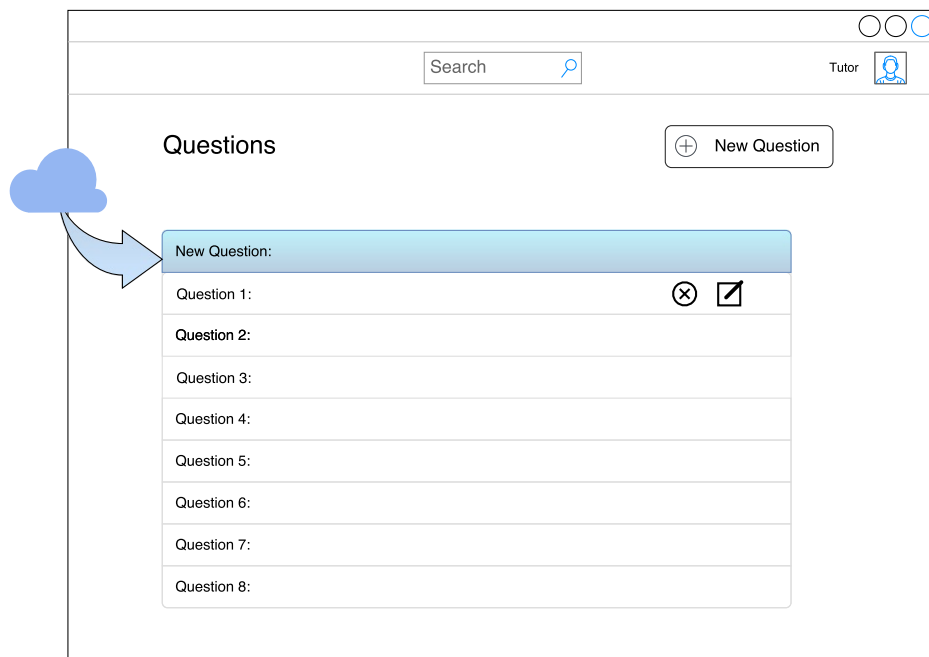 Search
Tutor
Questions
New Question
New Question:
Question 1:
Question 2:
Question 3:
Question 4:
Question 5:
Question 6:
Question 7:
Question 8: